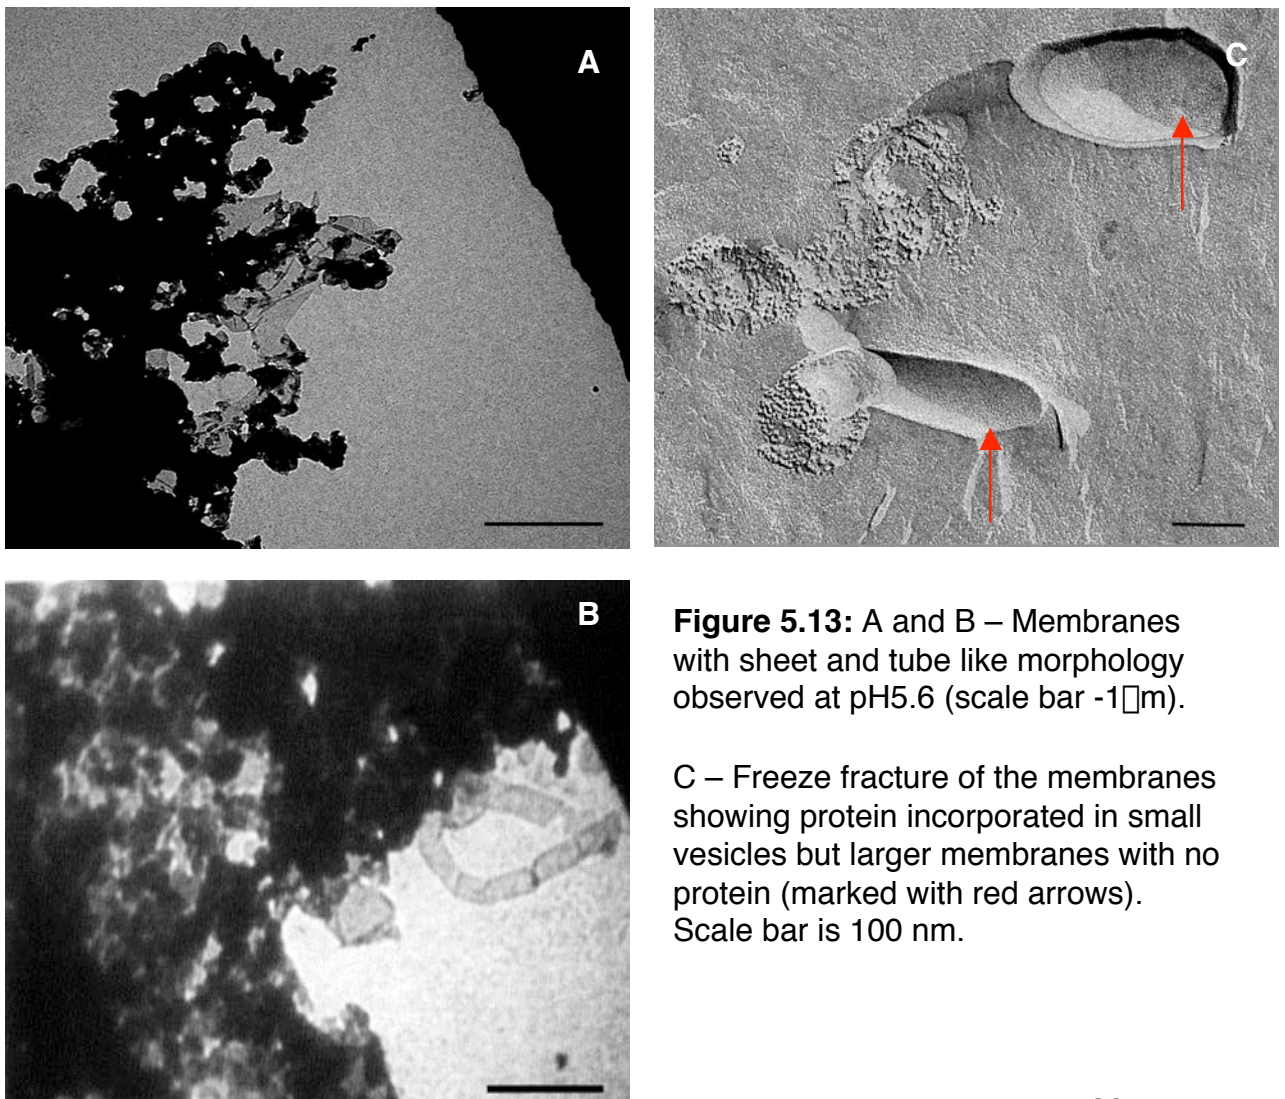 A
C
B
Figure 5.13: A and B – Membranes
with sheet and tube like morphology
observed at pH5.6 (scale bar -1▯m).
C – Freeze fracture of the membranes
showing protein incorporated in small
vesicles but larger membranes with no
protein (marked with red arrows).
Scale bar is 100 nm.